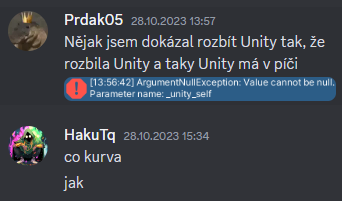 Prdak05 28.10.2023 13:57
Nějak jsem dokázal rozbít Unity tak, že
rozbila Unity a taky Unity má v píči
[13:56:42] ArgumentNullException: Value cannot be null.
Parameter name: _unity_self
HakuTq 28.10.2023 15:34
co kurva
jak